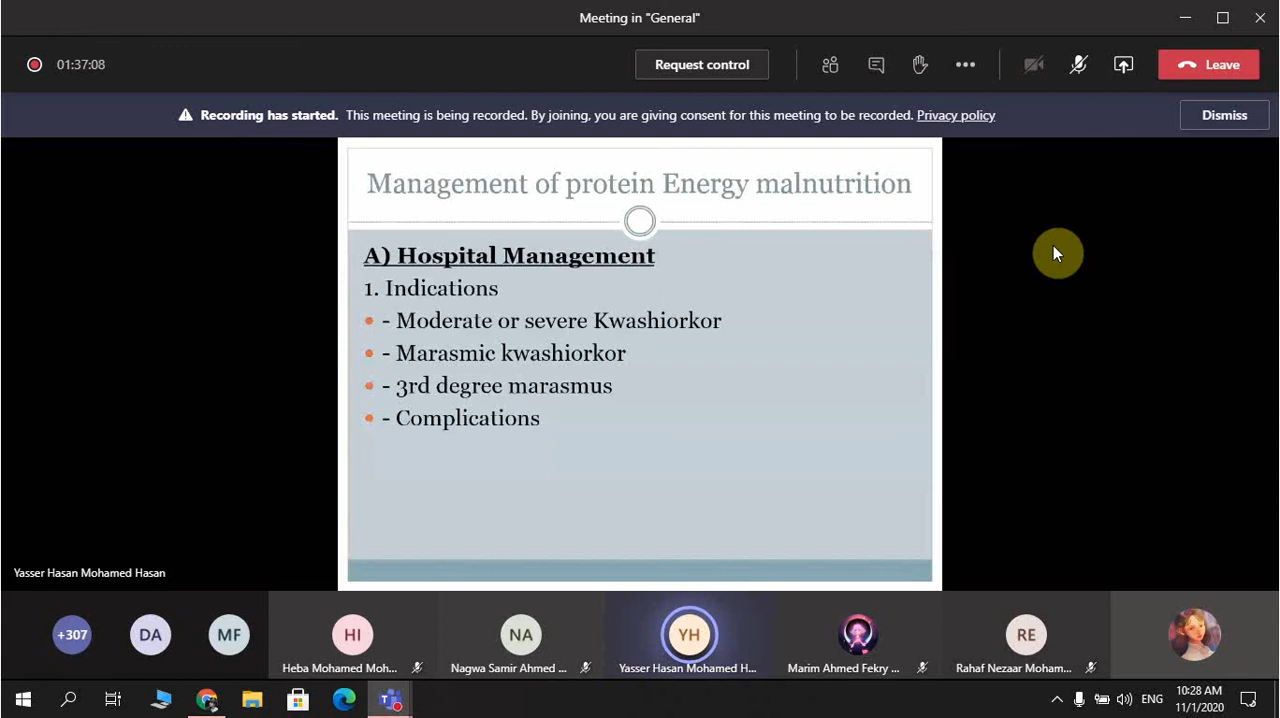 Meeting in "General"
01:37:08
Request control
Leave
Recording has started. This meeting is being recorded. By joining, you are giving consent for this meeting to be recorded. Privacy policy
Dismiss
Management of protein Energy malnutrition
A) Hospital Management
1. Indications
- Moderate or severe Kwashiorkor
- Marasmic kwashiorkor
- 3rd degree marasmus
- Complications
Yasser Hasan Mohamed Hasan
+307
DA
MF
HI
NA
YH
RE
Heba Mohamed Moh...
Nagwa Samir Ahmed ...
Yasser Hasan Mohamed H...
Marim Ahmed Fekry ...
Rahaf Nezaar Moham...
ENG
10:28 AM
11/1/2020